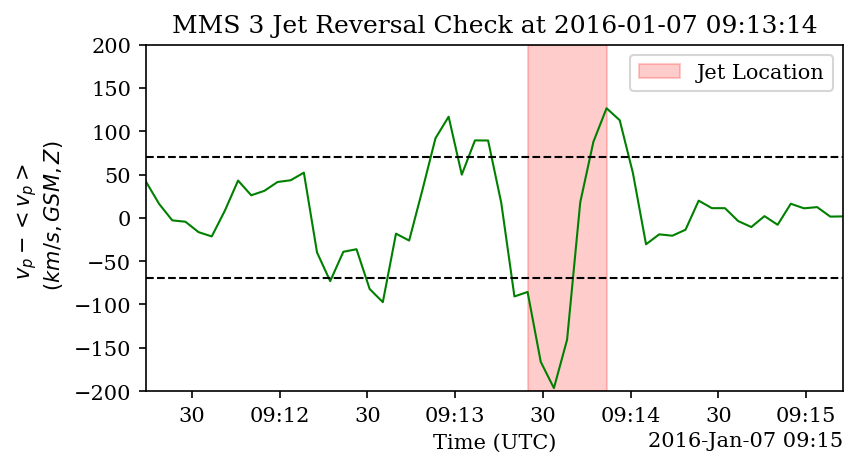 MMS 3 Jet Reversal Check at 2016-01-07 09:13:14
Jet Location
200
150
100
50
0
−50
−100
−150
−200
v_p − < v_p >
(km/s, GSM, Z)
30
09:12
30
09:13
30
09:14
30
09:15
Time (UTC)
2016-Jan-07 09:15